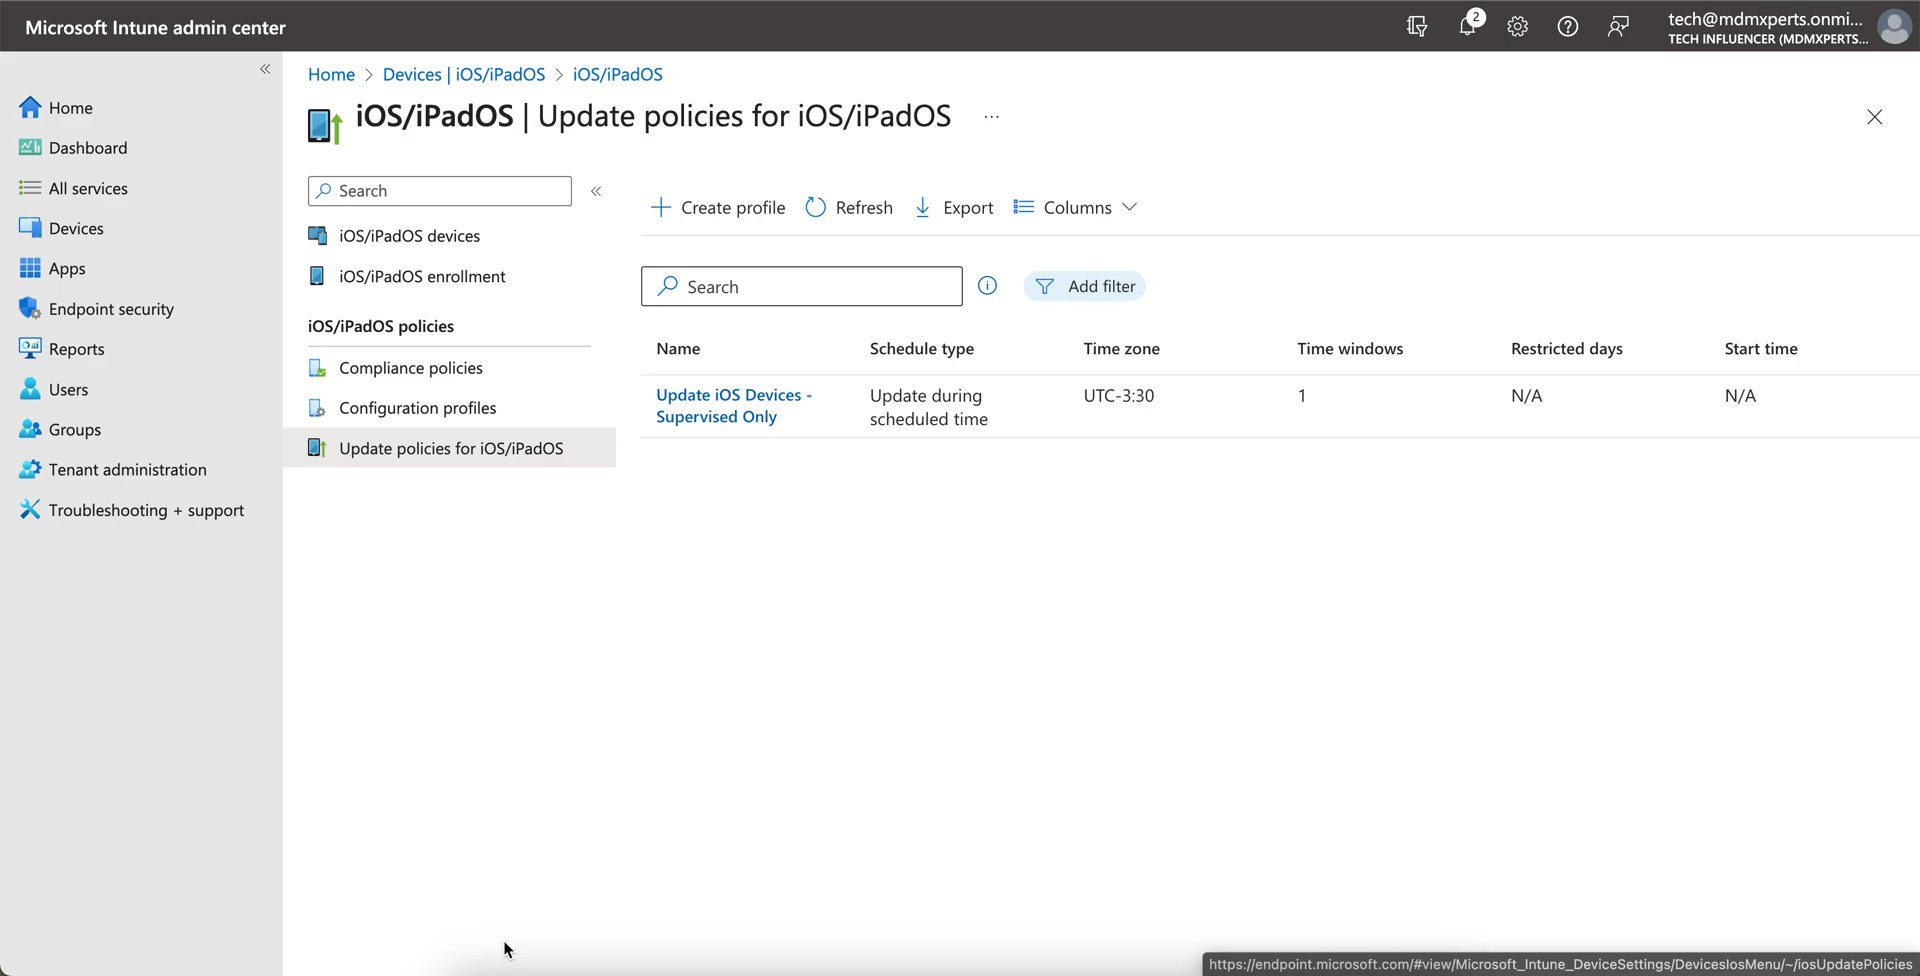 Microsoft Intune admin center
2
tech@mdmxperts.onmi...
TECH INFLUENCER (MDMXPERTS...
Home
Dashboard
All services
Devices
Apps
Endpoint security
Reports
Users
Groups
Tenant administration
Troubleshooting + support
Home > Devices | iOS/iPadOS > iOS/iPadOS
iOS/iPadOS | Update policies for iOS/iPadOS ...
Search
iOS/iPadOS devices
iOS/iPadOS enrollment
iOS/iPadOS policies
Compliance policies
Configuration profiles
Update policies for iOS/iPadOS
Create profile Refresh Export Columns
Search Add filter
Name Schedule type Time zone Time windows Restricted days Start time
Update iOS Devices - Update during UTC-3:30 1 N/A N/A
Supervised Only scheduled time
https://endpoint.microsoft.com/#view/Microsoft_Intune_DeviceSettings/DevicesIosMenu/~/iosUpdatePolicies